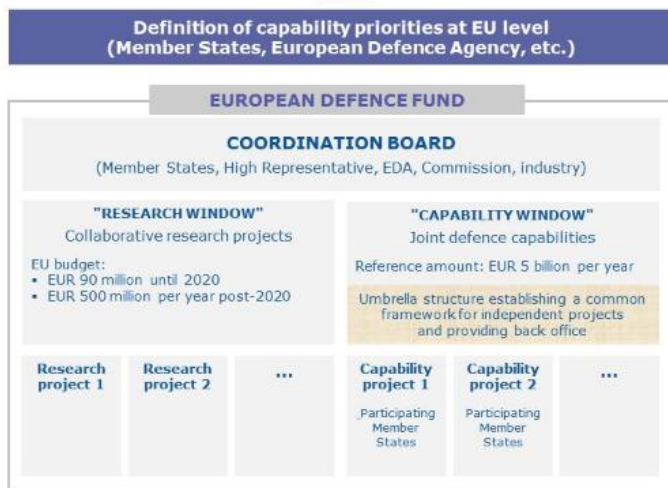 Definition of capability priorities at EU level
(Member States, European Defence Agency, etc.)
EUROPEAN DEFENCE FUND
COORDINATION BOARD
(Member States, High Representative, EDA, Commission, industry)
"RESEARCH WINDOW"
Collaborative research projects
EU budget:
▪ EUR 90 million until 2020
▪ EUR 500 million per year post-2020
"CAPABILITY WINDOW"
Joint defence capabilities
Reference amount: EUR 5 billion per year
Umbrella structure establishing a common
framework for independent projects
and providing back office
Research
project 1
Research
project 2
...
Capability
project 1
Participating
Member
States
Capability
project 2
Participating
Member
States
...